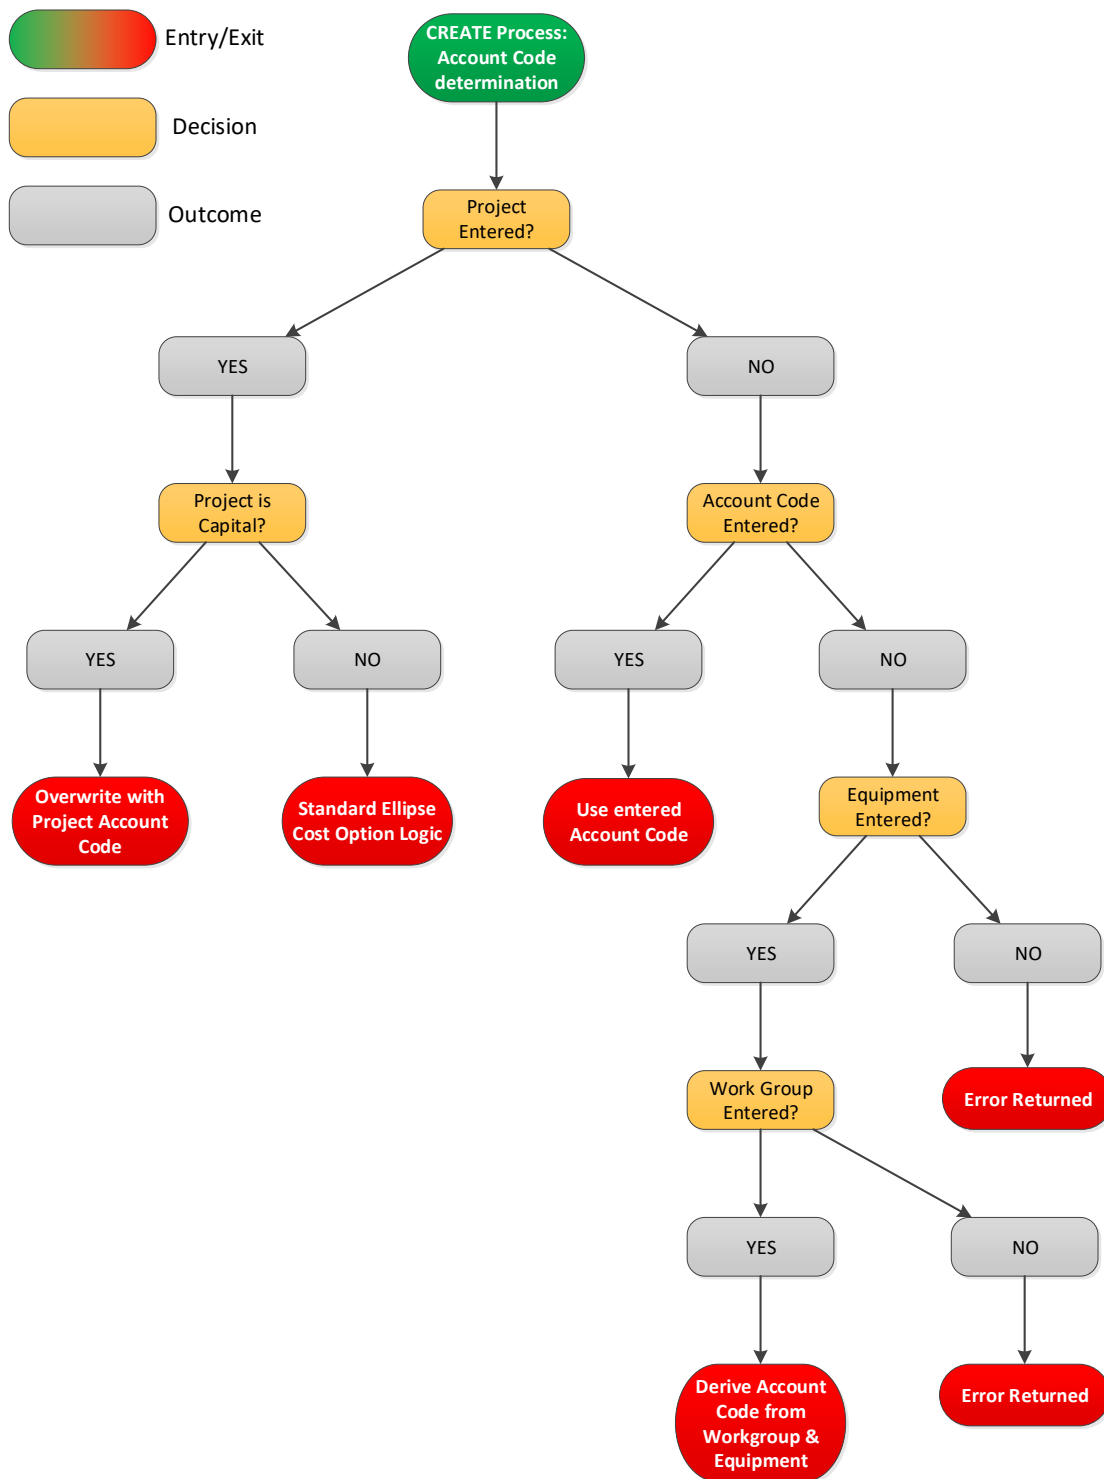 Entry/Exit
Decision
Outcome
CREATE Process:
Account Code
determination
Project
Entered?
YES
NO
Project is
Capital?
Account Code
Entered?
YES
NO
YES
NO
Overwrite with
Project Account
Code
Standard Ellipse
Cost Option Logic
Use entered
Account Code
Equipment
Entered?
YES
NO
Work Group
Entered?
Error Returned
YES
NO
Derive Account
Code from
Workgroup &
Equipment
Error Returned